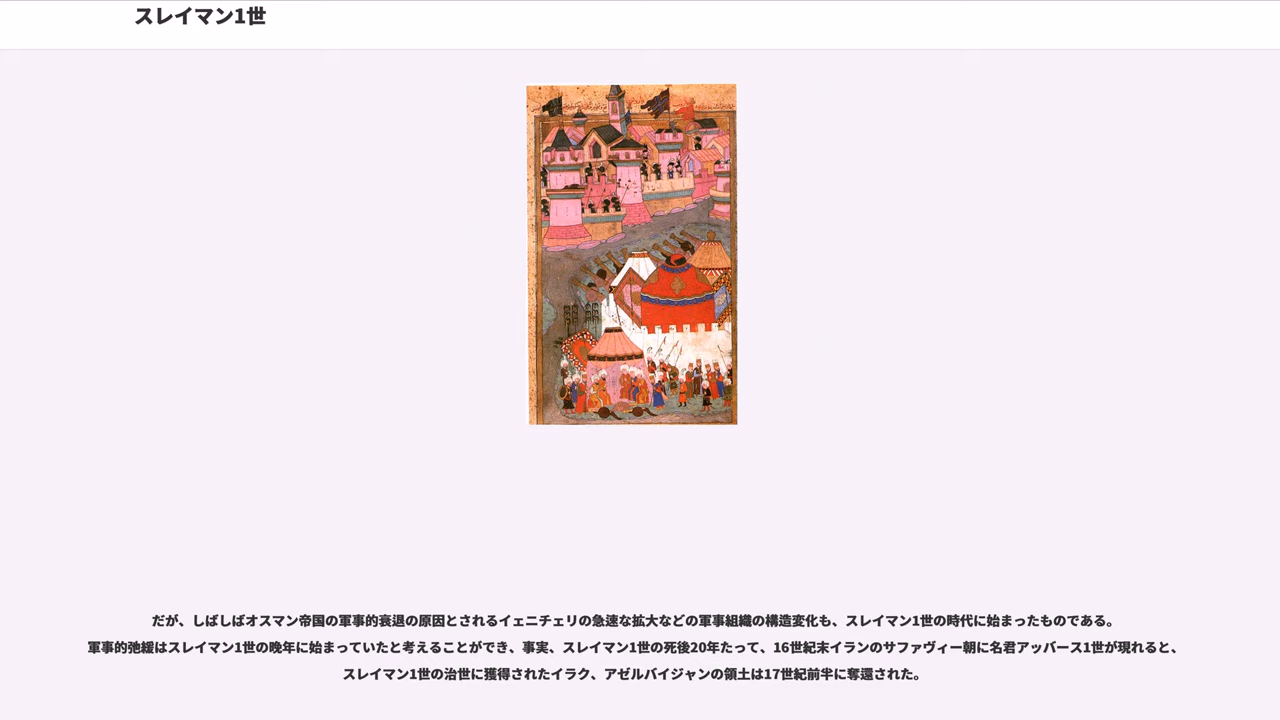 スレイマン1世
だが、しばしばオスマン帝国の軍事的衰退の原因とされるイェニチェリの急速な拡大などの軍事組織の構造変化も、スレイマン1世の時代に始まったものである。
軍事的弛緩はスレイマン1世の晩年に始まっていたと考えることができ、事実、スレイマン1世の死後20年たって、16世紀末イランのサファヴィー朝に名君アッバース1世が現れると、
スレイマン1世の治世に獲得されたイラク、アゼルバイジャンの領土は17世紀前半に奪還された。